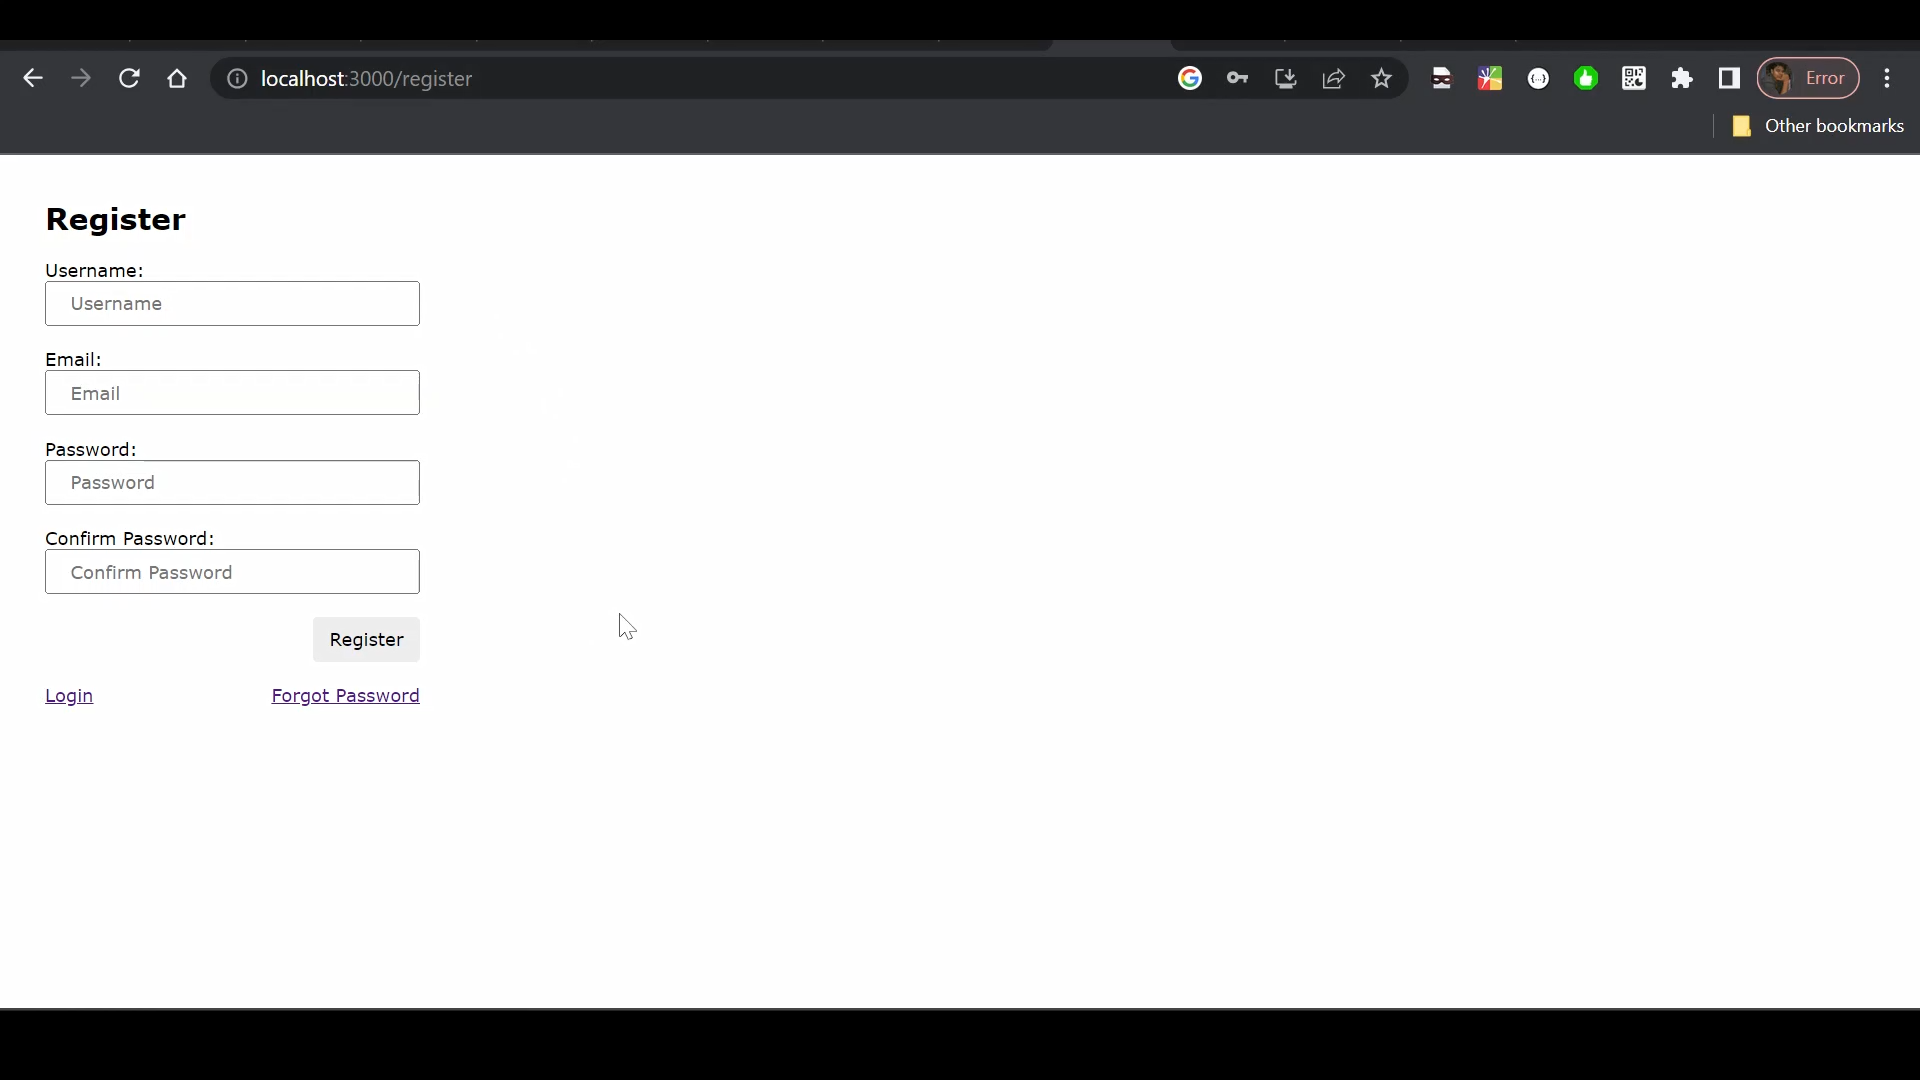 localhost:3000/register
Error
Other bookmarks
Register
Username:
Username
Email:
Email
Password:
Password
Confirm Password:
Confirm Password
Register
Login Forgot Password